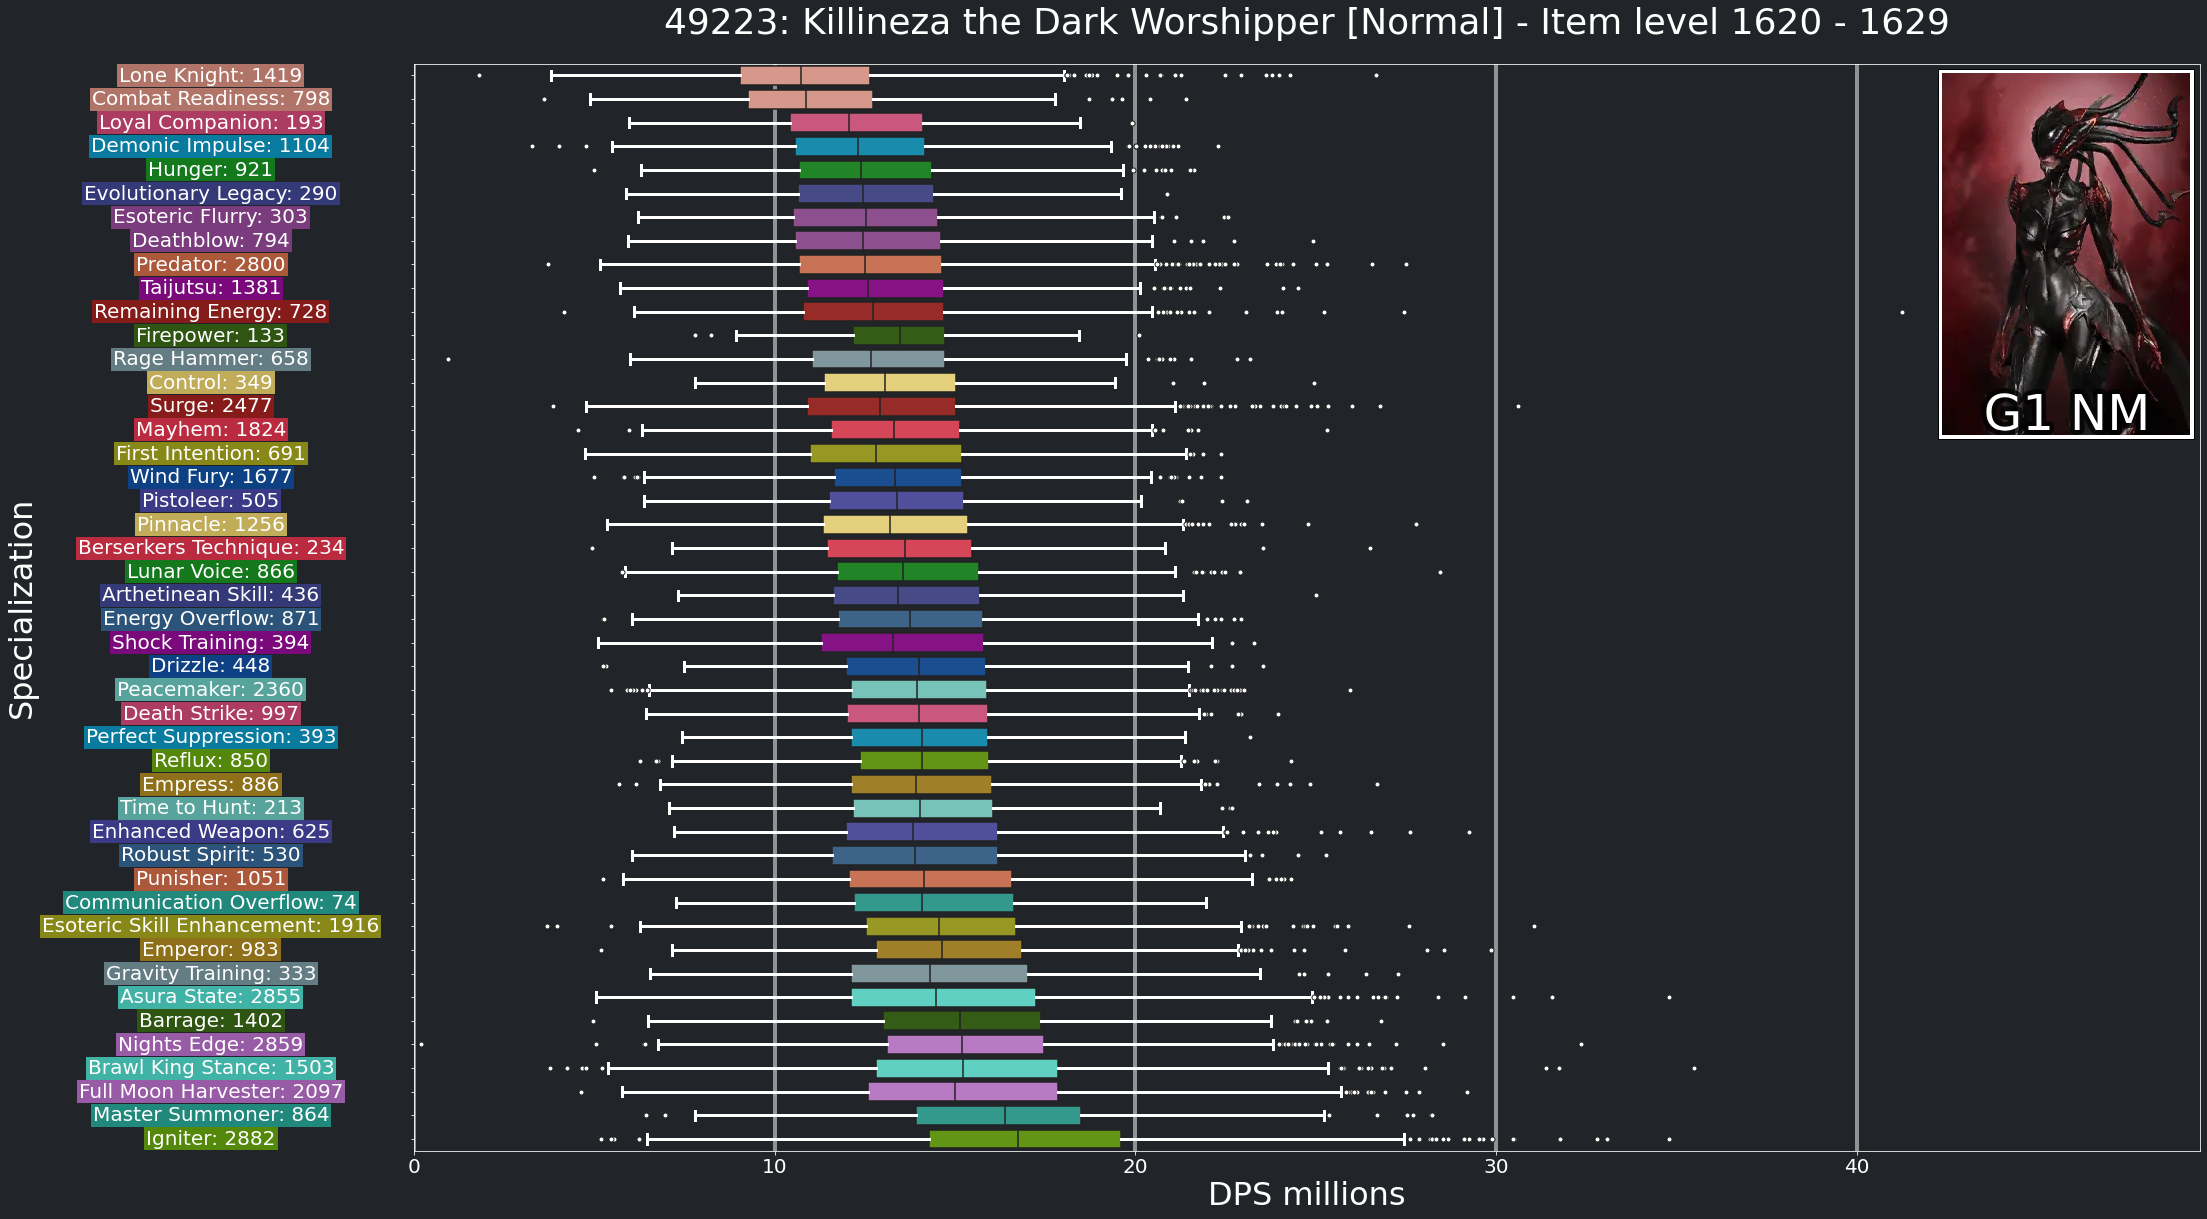 49223: Killineza the Dark Worshipper [Normal] - Item level 1620 - 1629
Lone Knight: 1419
Combat Readiness: 798
Loyal Companion: 193
Demonic Impulse: 1104
Hunger: 921
Evolutionary Legacy: 290
Esoteric Flurry: 303
Deathblow: 794
Predator: 2800
Taijutsu: 1381
Remaining Energy: 728
Firepower: 133
Rage Hammer: 658
Control: 349
Surge: 2477
Mayhem: 1824
First Intention: 691
Wind Fury: 1677
Pistoleer: 505
Pinnacle: 1256
Berserkers Technique: 234
Lunar Voice: 866
Arthetinean Skill: 436
Energy Overflow: 871
Shock Training: 394
Drizzle: 448
Peacemaker: 2360
Death Strike: 997
Perfect Suppression: 393
Reflux: 850
Empress: 886
Time to Hunt: 213
Enhanced Weapon: 625
Robust Spirit: 530
Punisher: 1051
Communication Overflow: 74
Esoteric Skill Enhancement: 1916
Emperor: 983
Gravity Training: 333
Asura State: 2855
Barrage: 1402
Nights Edge: 2859
Brawl King Stance: 1503
Full Moon Harvester: 2097
Master Summoner: 864
Igniter: 2882
Specialization
G1 NM
0 10 20 30 40
DPS millions